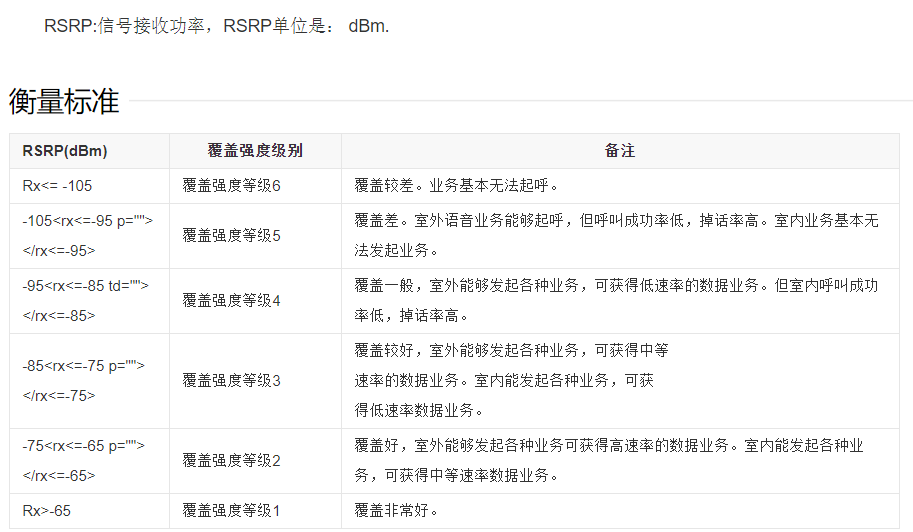 RSRP:信号接收功率，RSRP单位是： dBm.
衡量标准
RSRP(dBm) 覆盖强度级别 备注
Rx<= -105 覆盖强度等级6 覆盖较差。业务基本无法起呼。
-105<rx<=-95 p="">
</rx<=-95>
覆盖强度等级5
覆盖差。室外语音业务能够起呼，但呼叫成功率低，掉话率高。室内业务基本无
法发起业务。
-95<rx<=-85 td="">
</rx<=-85>
覆盖强度等级4
覆盖一般，室外能够发起各种业务，可获得低速率的数据业务。但室内呼叫成功
率低，掉话率高。
-85<rx<=-75 p="">
</rx<=-75>
覆盖强度等级3
覆盖较好，室外能够发起各种业务，可获得中等
速率的数据业务。室内能发起各种业务，可获
得低速率数据业务。
-75<rx<=-65 p="">
</rx<=-65>
覆盖强度等级2
覆盖好，室外能够发起各种业务可获得高速率的数据业务。室内能发起各种业
务，可获得中等速率数据业务。
Rx>-65 覆盖强度等级1 覆盖非常好。